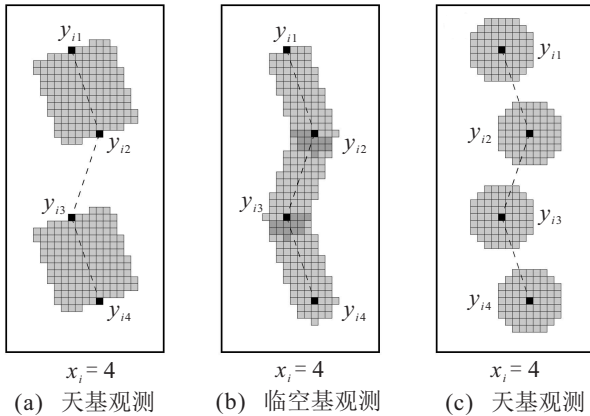 y_{i1}
y_{i2}
y_{i3}
y_{i4}
x_i = 4
(a) 天基观测
y_{i1}
y_{i2}
y_{i3}
y_{i4}
x_i = 4
(b) 临空基观测
y_{i1}
y_{i2}
y_{i3}
y_{i4}
x_i = 4
(c) 天基观测